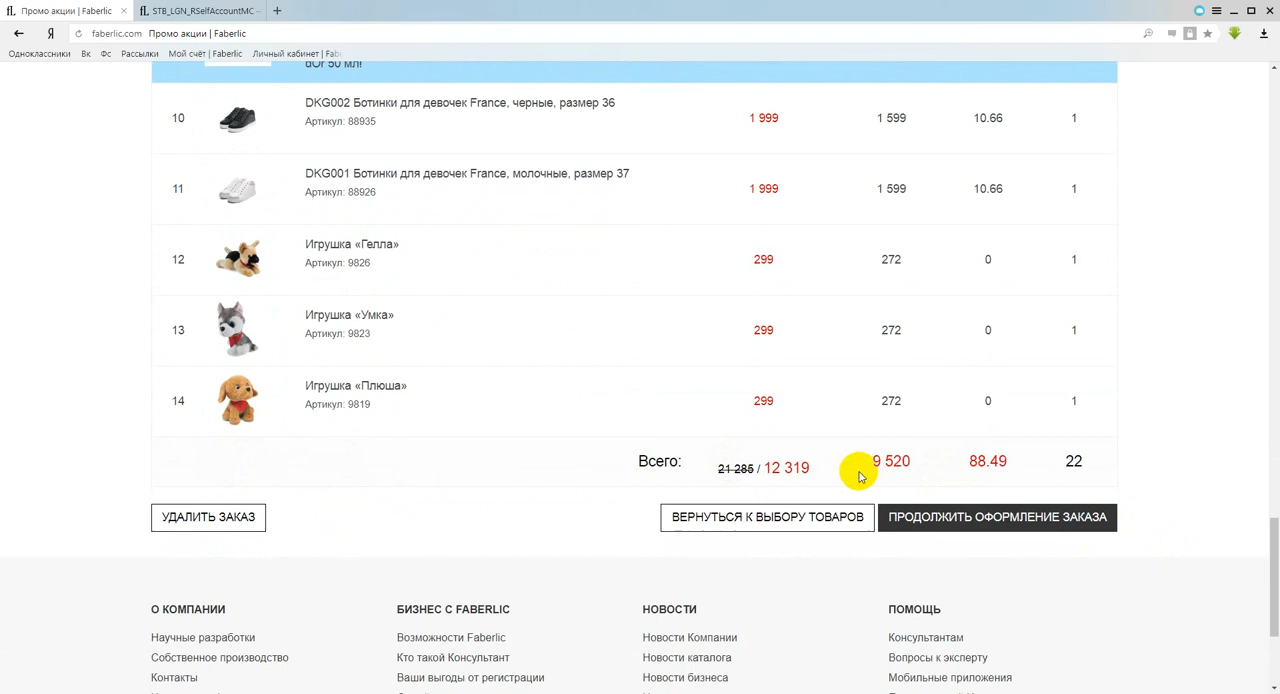 Промо акции | Faberlic
STB_LGN_RSelfAccountMC
faberlic.com Промо акции | Faberlic
Одноклассники Вк Фс Рассылки Мой счёт | Faberlic Личный кабинет | Fab
50 мл!
10 DKG002 Ботинки для девочек France, черные, размер 36 1 999 1 599 10.66 1
Артикул: 88935
11 DKG001 Ботинки для девочек France, молочные, размер 37 1 999 1 599 10.66 1
Артикул: 88926
12 Игрушка «Гелла» 299 272 0 1
Артикул: 9826
13 Игрушка «Умка» 299 272 0 1
Артикул: 9823
14 Игрушка «Плюша» 299 272 0 1
Артикул: 9819
Всего: 21 285 / 12 319 9 520 88.49 22
УДАЛИТЬ ЗАКАЗ ВЕРНУТЬСЯ К ВЫБОРУ ТОВАРОВ ПРОДОЛЖИТЬ ОФОРМЛЕНИЕ ЗАКАЗА
О КОМПАНИИ БИЗНЕС С FABERLIC НОВОСТИ ПОМОЩЬ
Научные разработки Возможности Faberlic Новости Компании Консультантам
Собственное производство Кто такой Консультант Новости каталога Вопросы к эксперту
Контакты Ваши выгоды от регистрации Новости бизнеса Мобильные приложения